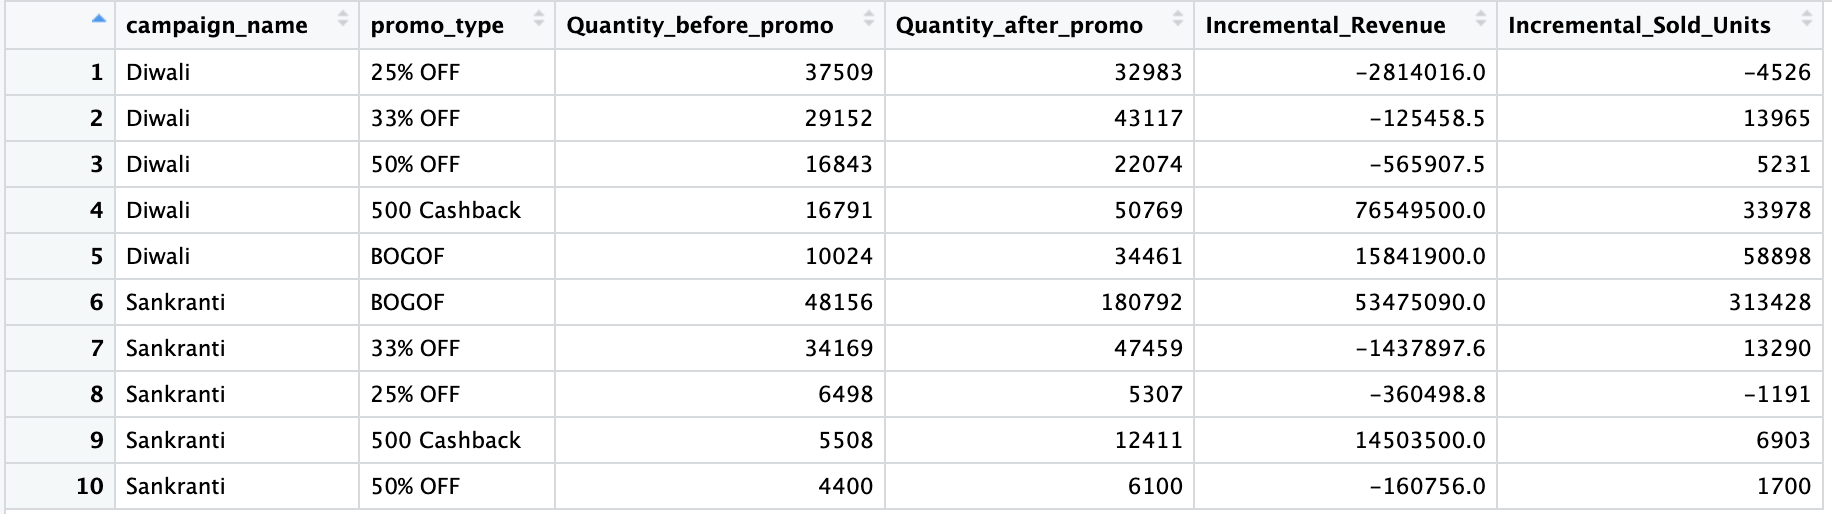 campaign_name promo_type Quantity_before_promo Quantity_after_promo Incremental_Revenue Incremental_Sold_Units
1 Diwali 25% OFF 37509 32983 -2814016.0 -4526
2 Diwali 33% OFF 29152 43117 -125458.5 13965
3 Diwali 50% OFF 16843 22074 -565907.5 5231
4 Diwali 500 Cashback 16791 50769 76549500.0 33978
5 Diwali BOGOF 10024 34461 15841900.0 58898
6 Sankranti BOGOF 48156 180792 53475090.0 313428
7 Sankranti 33% OFF 34169 47459 -1437897.6 13290
8 Sankranti 25% OFF 6498 5307 -360498.8 -1191
9 Sankranti 500 Cashback 5508 12411 14503500.0 6903
10 Sankranti 50% OFF 4400 6100 -160756.0 1700